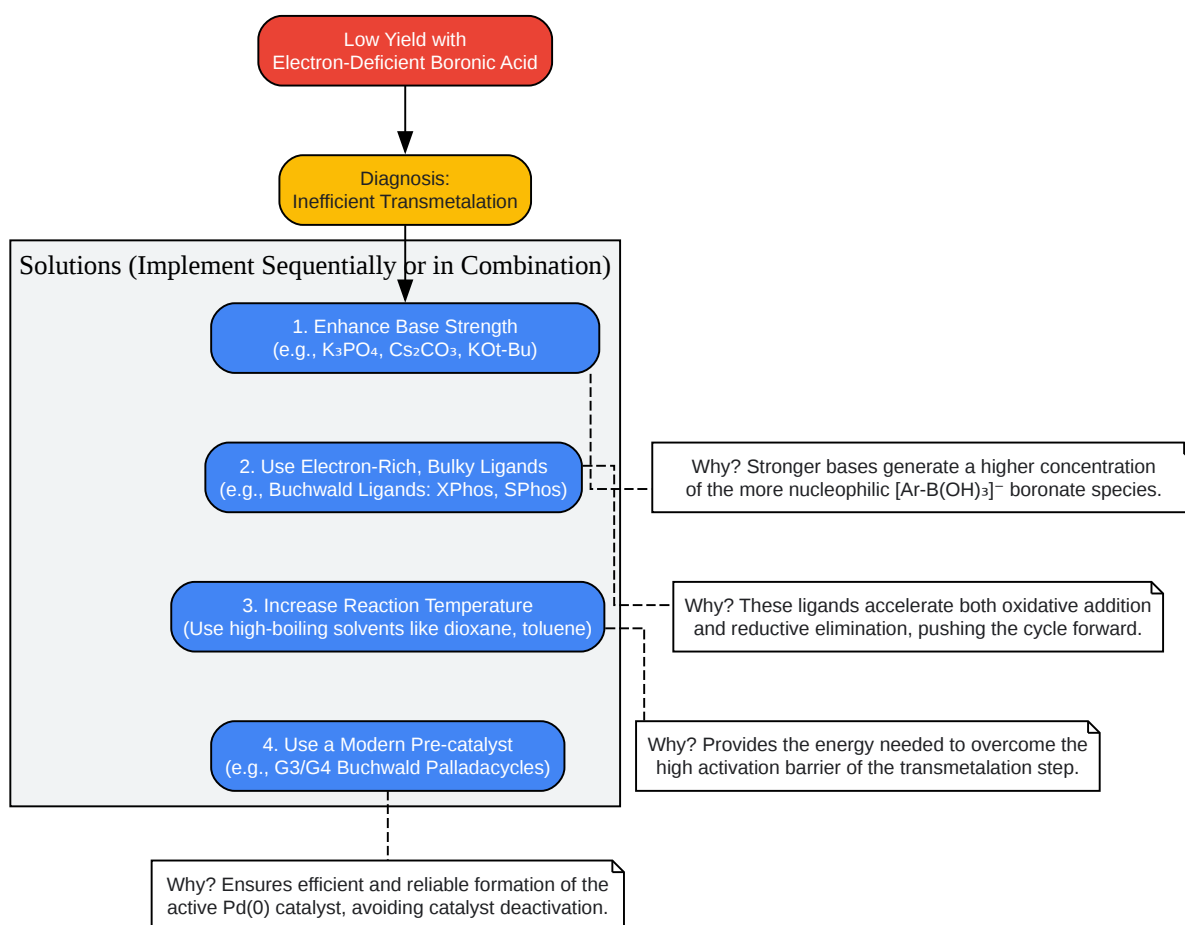 Low Yield with
Electron-Deficient Boronic Acid
Diagnosis:
Inefficient Transmetalation
Solutions (Implement Sequentially or in Combination)
1. Enhance Base Strength
(e.g., K₃PO₄, Cs₂CO₃, KOt-Bu)
2. Use Electron-Rich, Bulky Ligands
(e.g., Buchwald Ligands: XPhos, SPhos)
Why? Stronger bases generate a higher concentration
of the more nucleophilic [Ar-B(OH)₃]⁻ boronate species.
3. Increase Reaction Temperature
(Use high-boiling solvents like dioxane, toluene)
Why? These ligands accelerate both oxidative addition
and reductive elimination, pushing the cycle forward.
4. Use a Modern Pre-catalyst
(e.g., G3/G4 Buchwald Palladacycles)
Why? Provides the energy needed to overcome the
high activation barrier of the transmetalation step.
Why? Ensures efficient and reliable formation of the
active Pd(0) catalyst, avoiding catalyst deactivation.